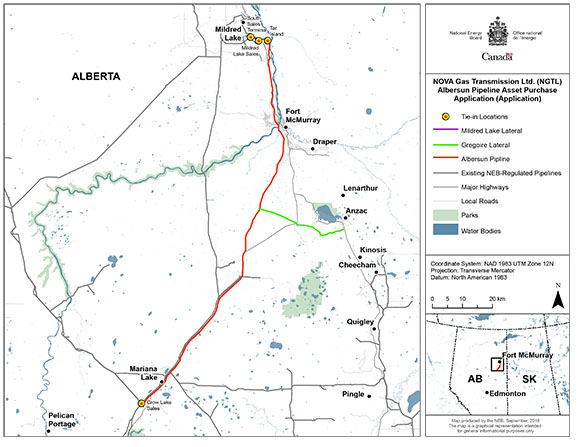 South
Sales
Terminal
Tar
Island
Mildred
Lake
Mildred
Lake Sales
ALBERTA
Fort
McMurray
Draper
Lenarthur
Anzac
Kinosis
Cheecham
Quigley
Mariana
Lake
Crow Lake
Sales
Pingle
Pelican
Portage
National Energy
Board
Office national
de l'énergie
Canada
NOVA Gas Transmission Ltd. (NGTL)
Albersun Pipeline Asset Purchase
Application (Application)
Tie-in Locations
Mildred Lake Lateral
Gregoire Lateral
Albersun Pipline
Existing NEB-Regulated Pipelines
Major Highways
Local Roads
Parks
Water Bodies
Coordinate System: NAD 1983 UTM Zone 12N
Projection: Transverse Mercator
Datum: North American 1983
0 20 km
N
Fort McMurray
AB
SK
Edmonton
Map produced by the NEB, September, 2018
The map is a graphical representation intended
for general informational purposes only.